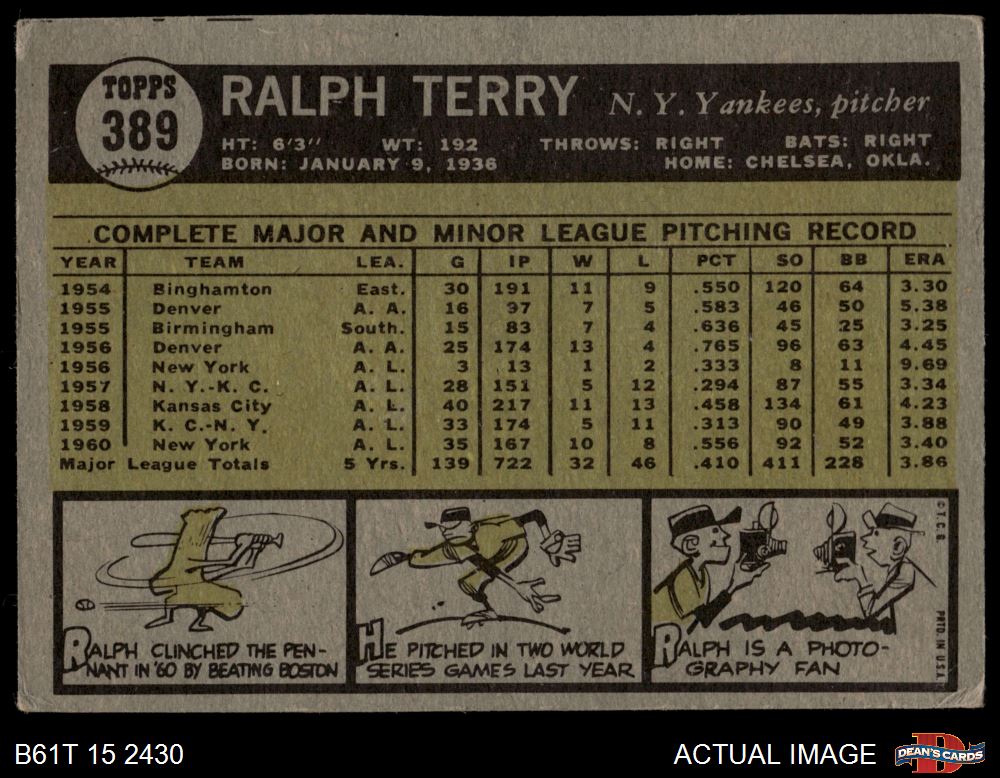 TOPPS
389
RALPH TERRY N. Y. Yankees, pitcher
HT: 6'3" WT: 192 THROWS: RIGHT BATS: RIGHT
BORN: JANUARY 9, 1936 HOME: CHELSEA, OKLA.
COMPLETE MAJOR AND MINOR LEAGUE PITCHING RECORD
YEAR TEAM LEA. G IP W L PCT SO BB ERA
1954 Binghamton East. 30 191 11 9 .550 120 64 3.30
1955 Denver A. A. 16 97 7 5 .583 46 50 5.38
1955 Birmingham South. 15 83 7 4 .636 45 25 3.25
1956 Denver A. A. 25 174 13 4 .765 96 63 4.45
1956 New York A. L. 3 13 1 2 .333 8 11 9.69
1957 N. Y.-K. C. A. L. 28 151 5 12 .294 87 55 3.34
1958 Kansas City A. L. 40 217 11 13 .458 134 61 4.23
1959 K. C.-N. Y. A. L. 33 174 5 11 .313 90 49 3.88
1960 New York A. L. 35 167 10 8 .556 92 52 3.40
Major League Totals 5 Yrs. 139 722 32 46 .410 411 228 3.86
RALPH CLINCHED THE PEN-
NANT IN '60 BY BEATING BOSTON
HE PITCHED IN TWO WORLD
SERIES GAMES LAST YEAR
RALPH IS A PHOTO-
GRAPHY FAN
© T. C. G. PRTD. IN U.S.A.
B61T 15 2430
ACTUAL IMAGE
DEAN'S CARDS